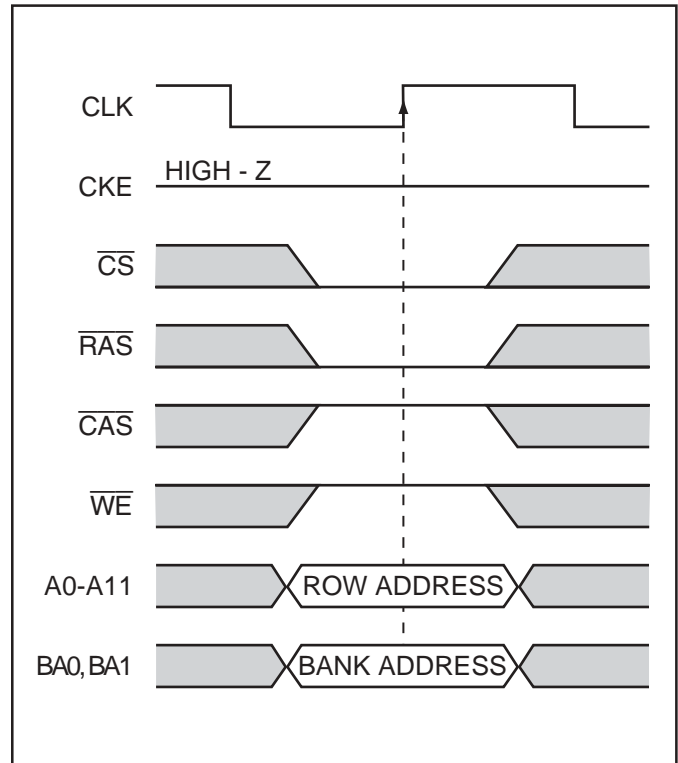 CLK
HIGH - Z
CKE
CS
RAS
CAS
WE
A0-A11
ROW ADDRESS
BA0, BA1
BANK ADDRESS